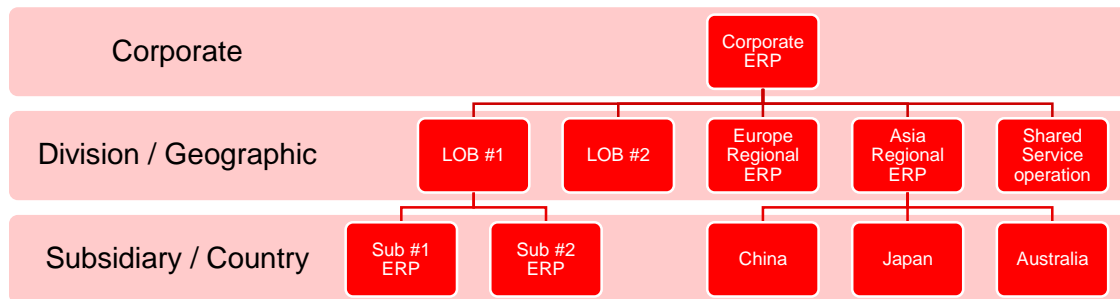 Corporate
Corporate
ERP
Division / Geographic
LOB #1
LOB #2
Europe
Regional
ERP
Asia
Regional
ERP
Shared
Service
operation
Subsidiary / Country
Sub #1
ERP
Sub #2
ERP
China
Japan
Australia